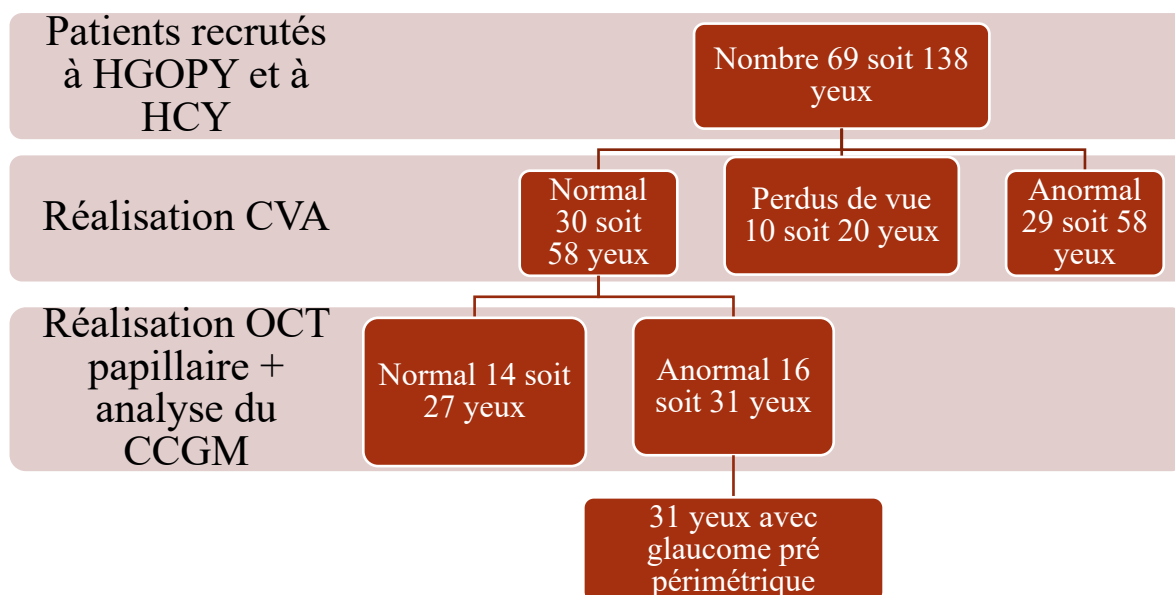 Patients recrutés
à HGOPY et à
HCY
Nombre 69 soit 138
yeux
Réalisation CVA
Normal
30 soit
58 yeux
Perdus de vue
10 soit 20 yeux
Anormal
29 soit 58
yeux
Réalisation OCT
papillaire +
analyse du
CCGM
Normal 14 soit
27 yeux
Anormal 16
soit 31 yeux
31 yeux avec
glaucome pré
périmétrique